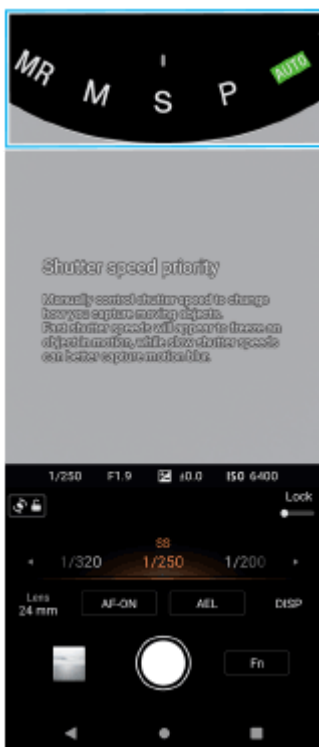 MR M S P AUTO
Shutter speed priority
Manually control shutter speed to change
how you capture moving objects.
Fast shutter speeds will appear to freeze an
object in motion, while slow shutter speeds
can better capture motion blur.
1/250 F1.9 ±0.0 ISO 6400
Lock
SS
1/320 1/250 1/200
Lens
24 mm
AF-ON AEL DISP
Fn